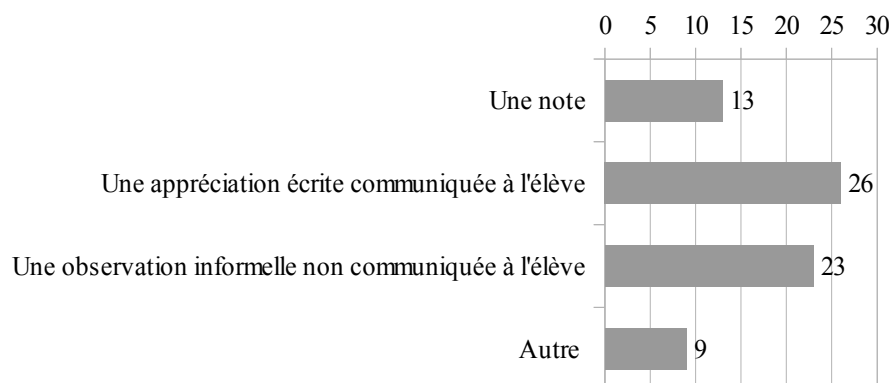 0 5 10 15 20 25 30
Une note 13
Une appréciation écrite communiquée à l'élève 26
Une observation informelle non communiquée à l'élève 23
Autre 9